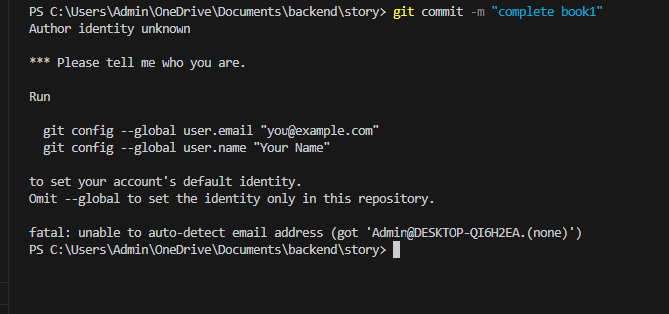 PS C:\Users\Admin\OneDrive\Documents\backend\story> git commit -m "complete book1"
Author identity unknown
*** Please tell me who you are.
Run
git config --global user.email "you@example.com"
git config --global user.name "Your Name"
to set your account's default identity.
Omit --global to set the identity only in this repository.
fatal: unable to auto-detect email address (got 'Admin@DESKTOP-QI6H2EA.(none)')
PS C:\Users\Admin\OneDrive\Documents\backend\story>